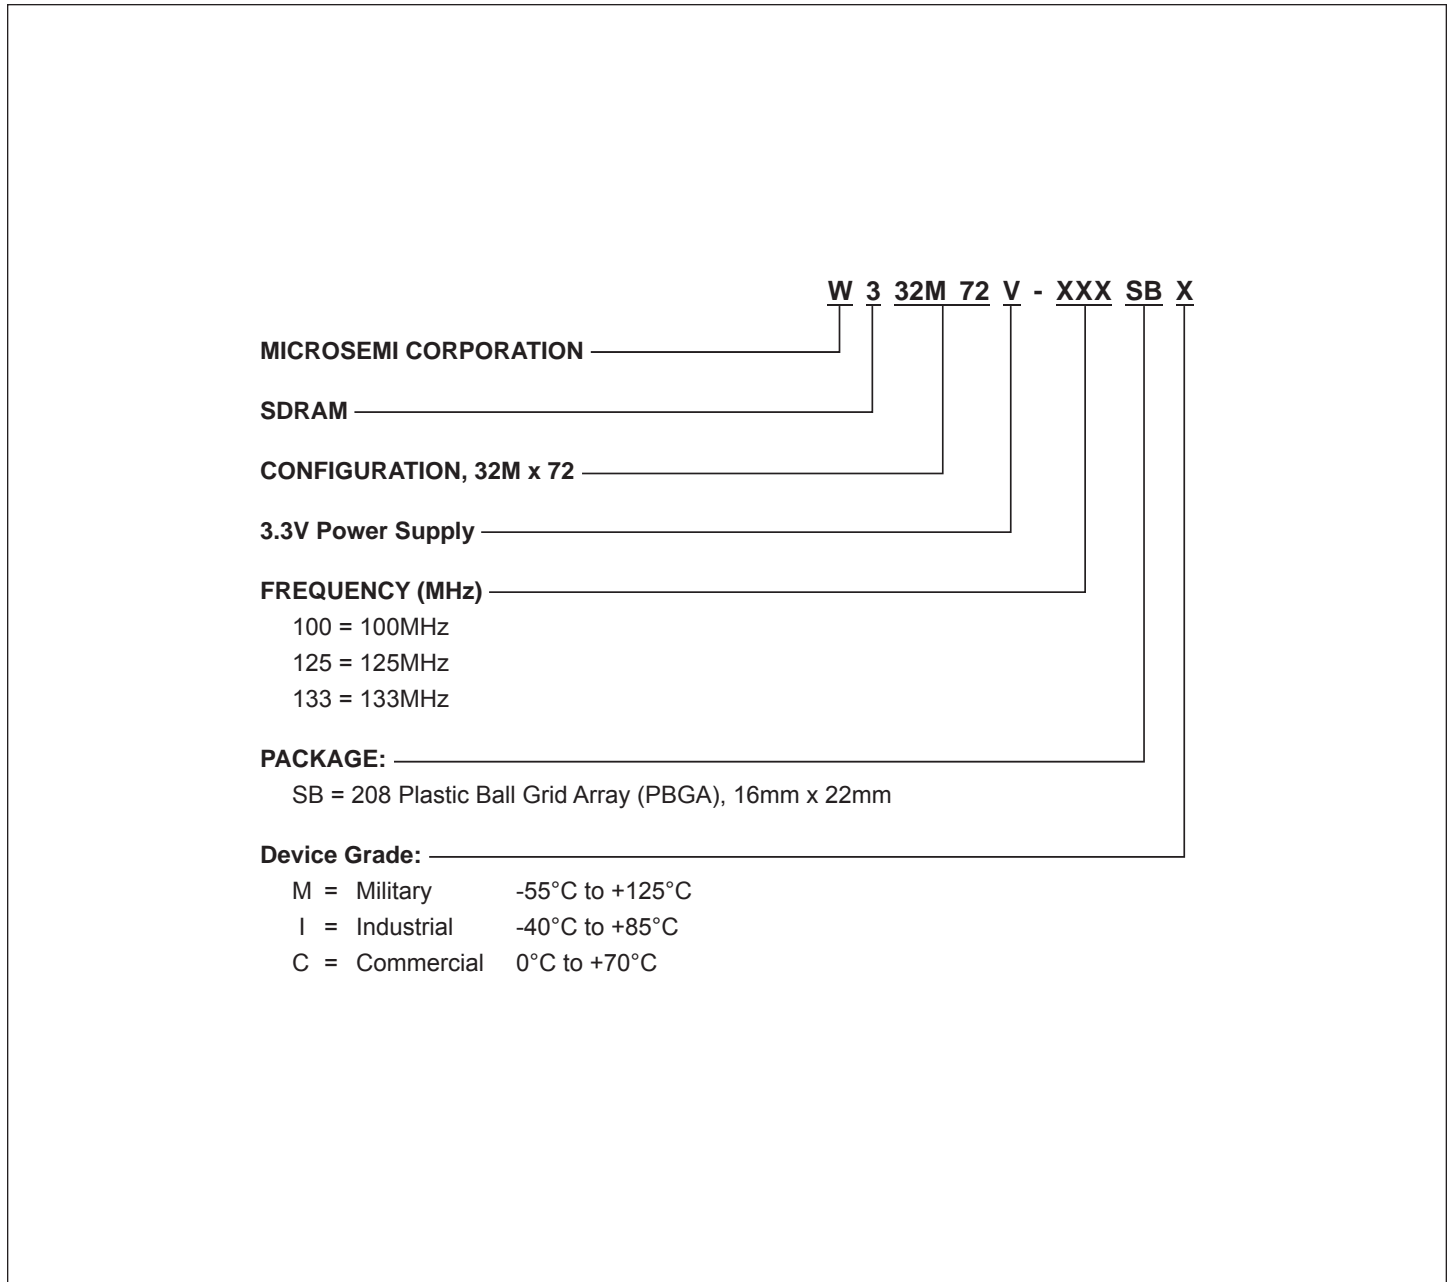 W 3 32M 72 V - XXX SB X
MICROSEMI CORPORATION
SDRAM
CONFIGURATION, 32M x 72
3.3V Power Supply
FREQUENCY (MHz)
100 = 100MHz
125 = 125MHz
133 = 133MHz
PACKAGE:
SB = 208 Plastic Ball Grid Array (PBGA), 16mm x 22mm
Device Grade:
M = Military -55°C to +125°C
I = Industrial -40°C to +85°C
C = Commercial 0°C to +70°C